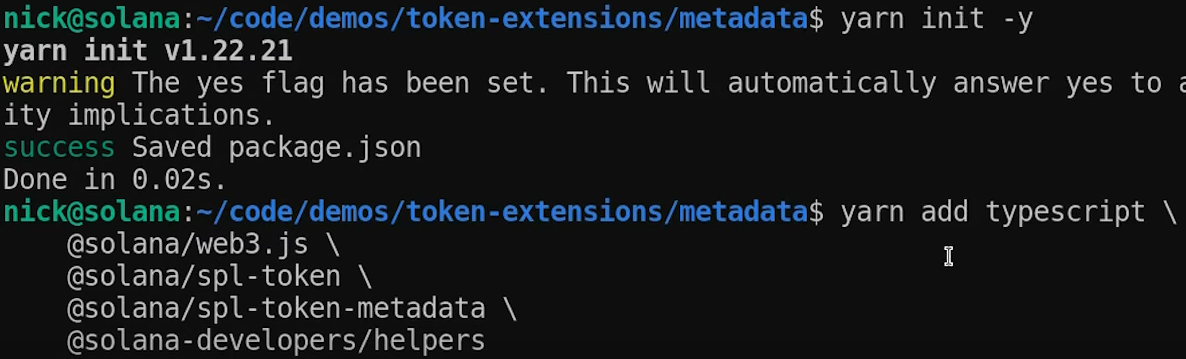 nick@solana:~/code/demos/token-extensions/metadata$ yarn init -y
yarn init v1.22.21
warning The yes flag has been set. This will automatically answer yes to a
ity implications.
success Saved package.json
Done in 0.02s.
nick@solana:~/code/demos/token-extensions/metadata$ yarn add typescript \
    @solana/web3.js \
    @solana/spl-token \
    @solana/spl-token-metadata \
    @solana-developers/helpers